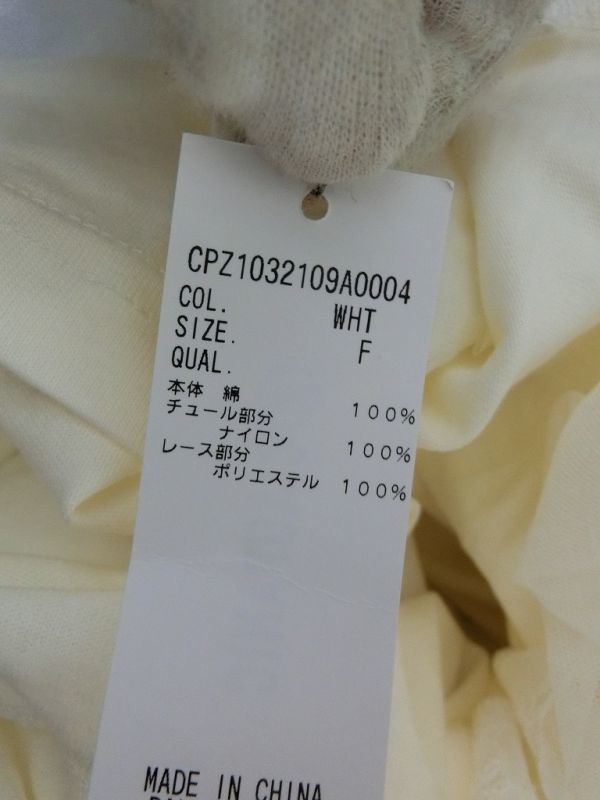 CPZ1032109A0004
COL. WHT
SIZE. F
QUAL.
本体 綿 100%
チュール部分
ナイロン 100%
レース部分
ポリエステル 100%
MADE IN CHINA